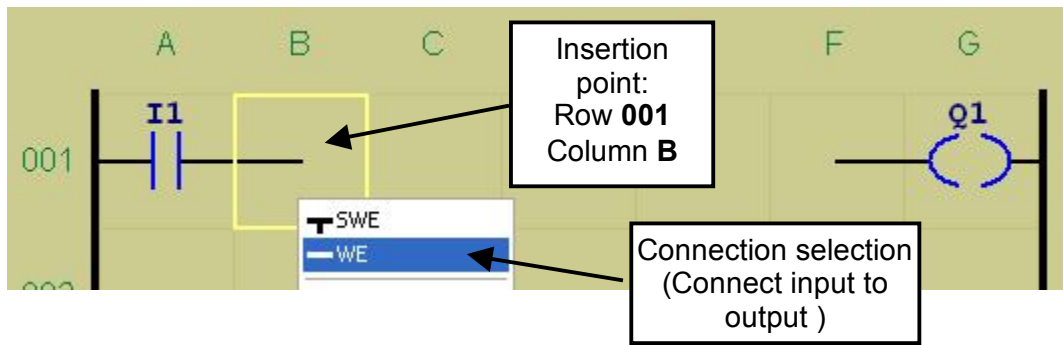 A B C F G
Insertion
point:
Row 001
Column B
I1 Q1
001
SWE
WE
Connection selection
(Connect input to
output )